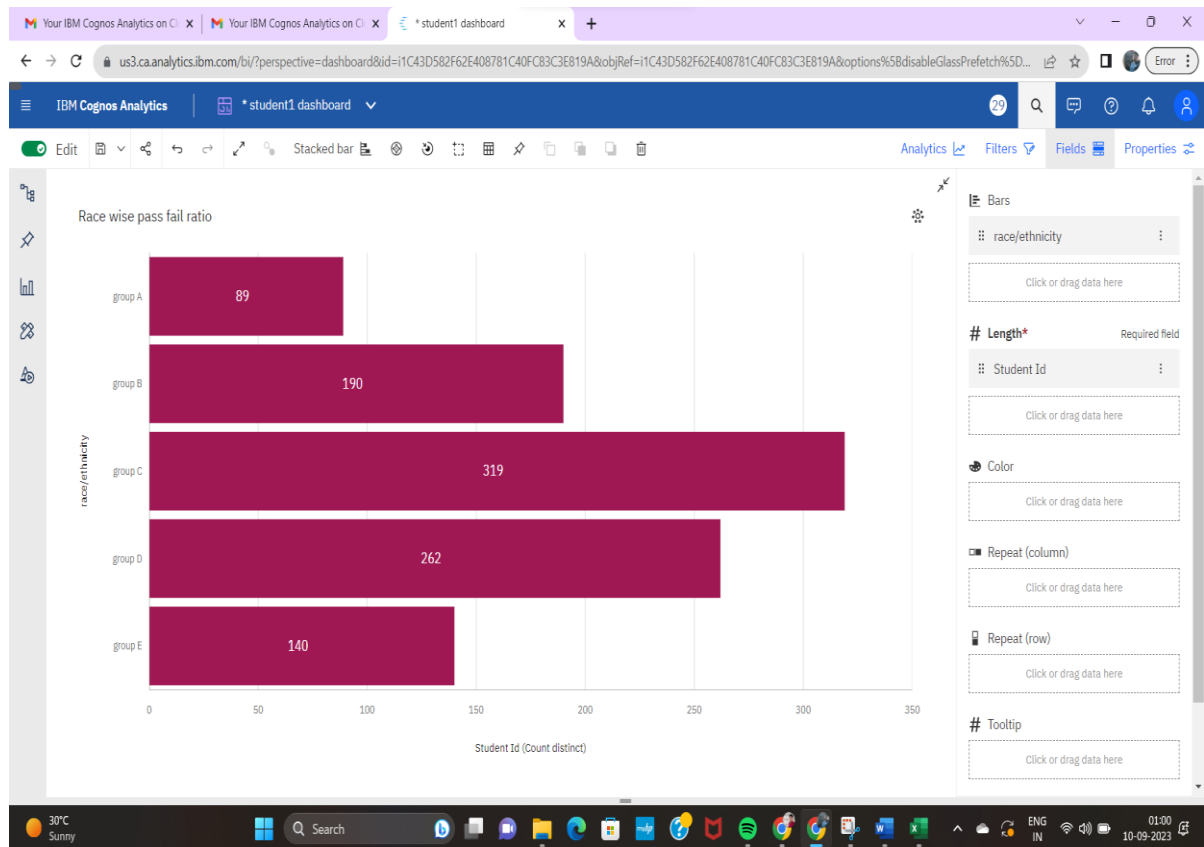 Your IBM Cognos Analytics on Cl
Your IBM Cognos Analytics on Cl
* student1 dashboard
us3.ca.analytics.ibm.com/bi/?perspective=dashboard&id=i1C43D582F62E408781C40FC83C3E819A&objRef=i1C43D582F62E408781C40FC83C3E819A&options%5BdisableGlassPrefetch%5D...
Error
IBM Cognos Analytics
* student1 dashboard
29
Edit
Stacked bar
Analytics
Filters
Fields
Properties
Race wise pass fail ratio
race/ethnicity
group A
89
group B
190
group C
319
group D
262
group E
140
0 50 100 150 200 250 300 350
Student Id (Count distinct)
Bars
race/ethnicity
Click or drag data here
# Length* Required field
Student Id
Click or drag data here
Color
Click or drag data here
Repeat (column)
Click or drag data here
Repeat (row)
Click or drag data here
# Tooltip
Click or drag data here
30°C
Sunny
Search
ENG
IN
01:00
10-09-2023